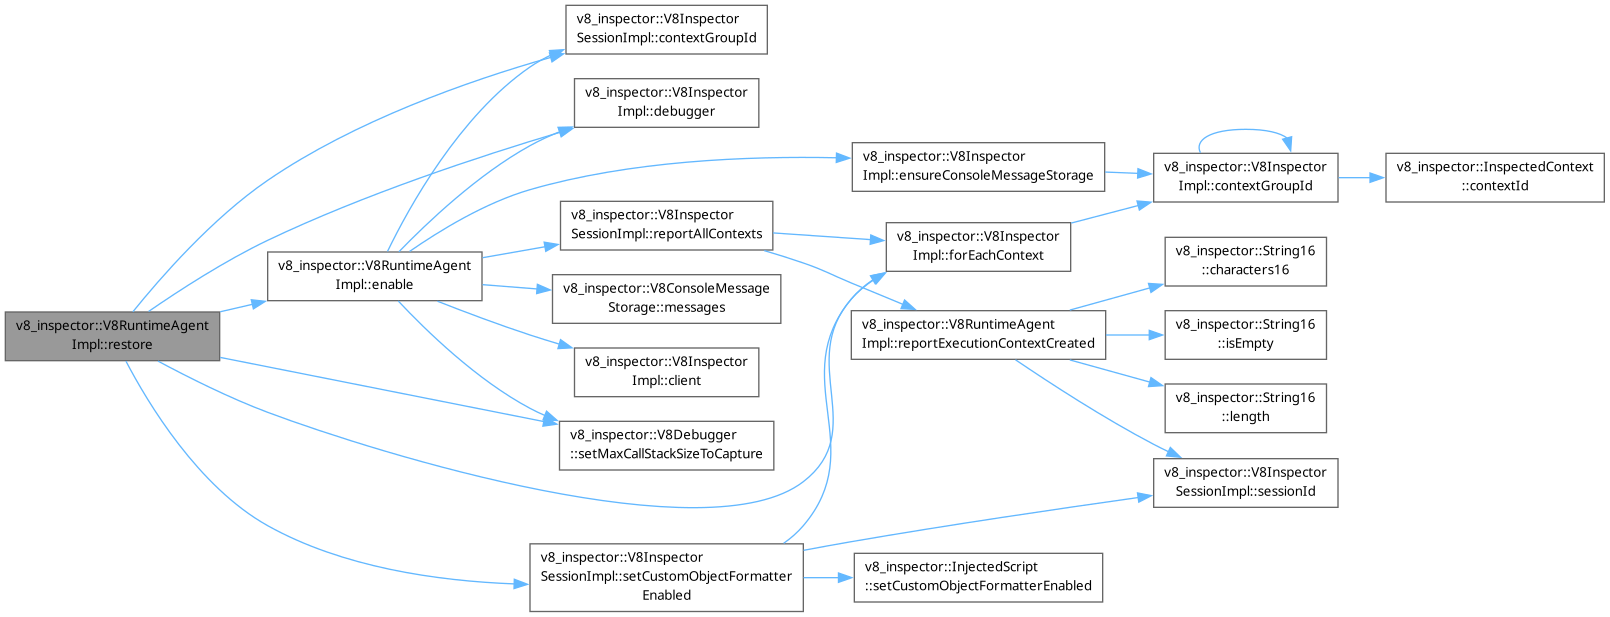 v8_inspector::V8RuntimeAgent
Impl::restore
v8_inspector::V8Inspector
SessionImpl::contextGroupId
v8_inspector::V8Inspector
Impl::debugger
v8_inspector::V8RuntimeAgent
Impl::enable
v8_inspector::V8Inspector
Impl::ensureConsoleMessageStorage
v8_inspector::V8Inspector
Impl::contextGroupId
v8_inspector::InspectedContext
::contextId
v8_inspector::V8Inspector
SessionImpl::reportAllContexts
v8_inspector::V8Inspector
Impl::forEachContext
v8_inspector::V8ConsoleMessage
Storage::messages
v8_inspector::V8RuntimeAgent
Impl::reportExecutionContextCreated
v8_inspector::String16
::characters16
v8_inspector::String16
::isEmpty
v8_inspector::String16
::length
v8_inspector::V8Inspector
Impl::client
v8_inspector::V8Debugger
::setMaxCallStackSizeToCapture
v8_inspector::V8Inspector
SessionImpl::sessionId
v8_inspector::V8Inspector
SessionImpl::setCustomObjectFormatter
Enabled
v8_inspector::InjectedScript
::setCustomObjectFormatterEnabled